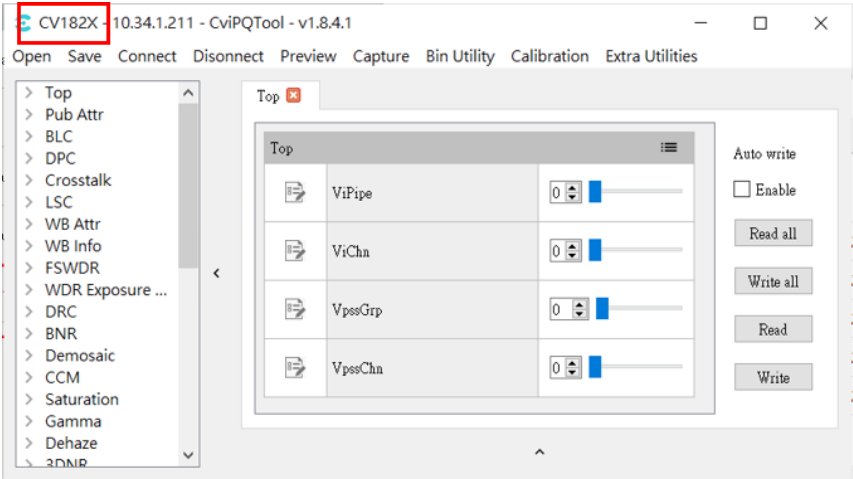 CV182X - 10.34.1.211 - CviPQTool - v1.8.4.1
Open Save Connect Disonnect Preview Capture Bin Utility Calibration Extra Utilities
Top
Pub Attr
BLC
DPC
Crosstalk
LSC
WB Attr
WB Info
FSWDR
WDR Exposure ...
DRC
BNR
Demosaic
CCM
Saturation
Gamma
Dehaze
3DNR
Top
Top
ViPipe 0
ViChn 0
VpssGrp 0
VpssChn 0
Auto write
Enable
Read all
Write all
Read
Write